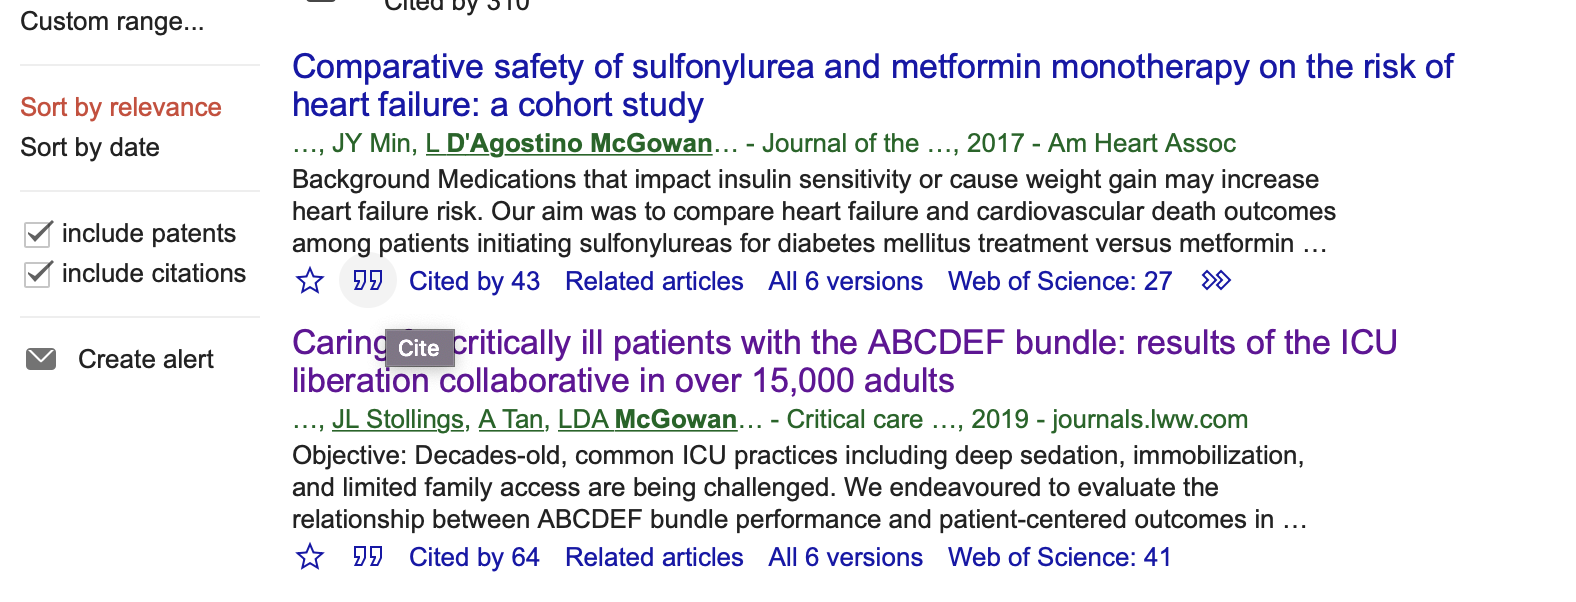 Custom range...
Sort by relevance
Sort by date
include patents
include citations
Create alert
Cited by 310
Comparative safety of sulfonylurea and metformin monotherapy on the risk of
heart failure: a cohort study
…, JY Min, L D'Agostino McGowan… - Journal of the …, 2017 - Am Heart Assoc
Background Medications that impact insulin sensitivity or cause weight gain may increase
heart failure risk. Our aim was to compare heart failure and cardiovascular death outcomes
among patients initiating sulfonylureas for diabetes mellitus treatment versus metformin …
Cited by 43 Related articles All 6 versions Web of Science: 27
Cite
Caring critically ill patients with the ABCDEF bundle: results of the ICU
liberation collaborative in over 15,000 adults
…, JL Stollings, A Tan, LDA McGowan… - Critical care …, 2019 - journals.lww.com
Objective: Decades-old, common ICU practices including deep sedation, immobilization,
and limited family access are being challenged. We endeavoured to evaluate the
relationship between ABCDEF bundle performance and patient-centered outcomes in …
Cited by 64 Related articles All 6 versions Web of Science: 41